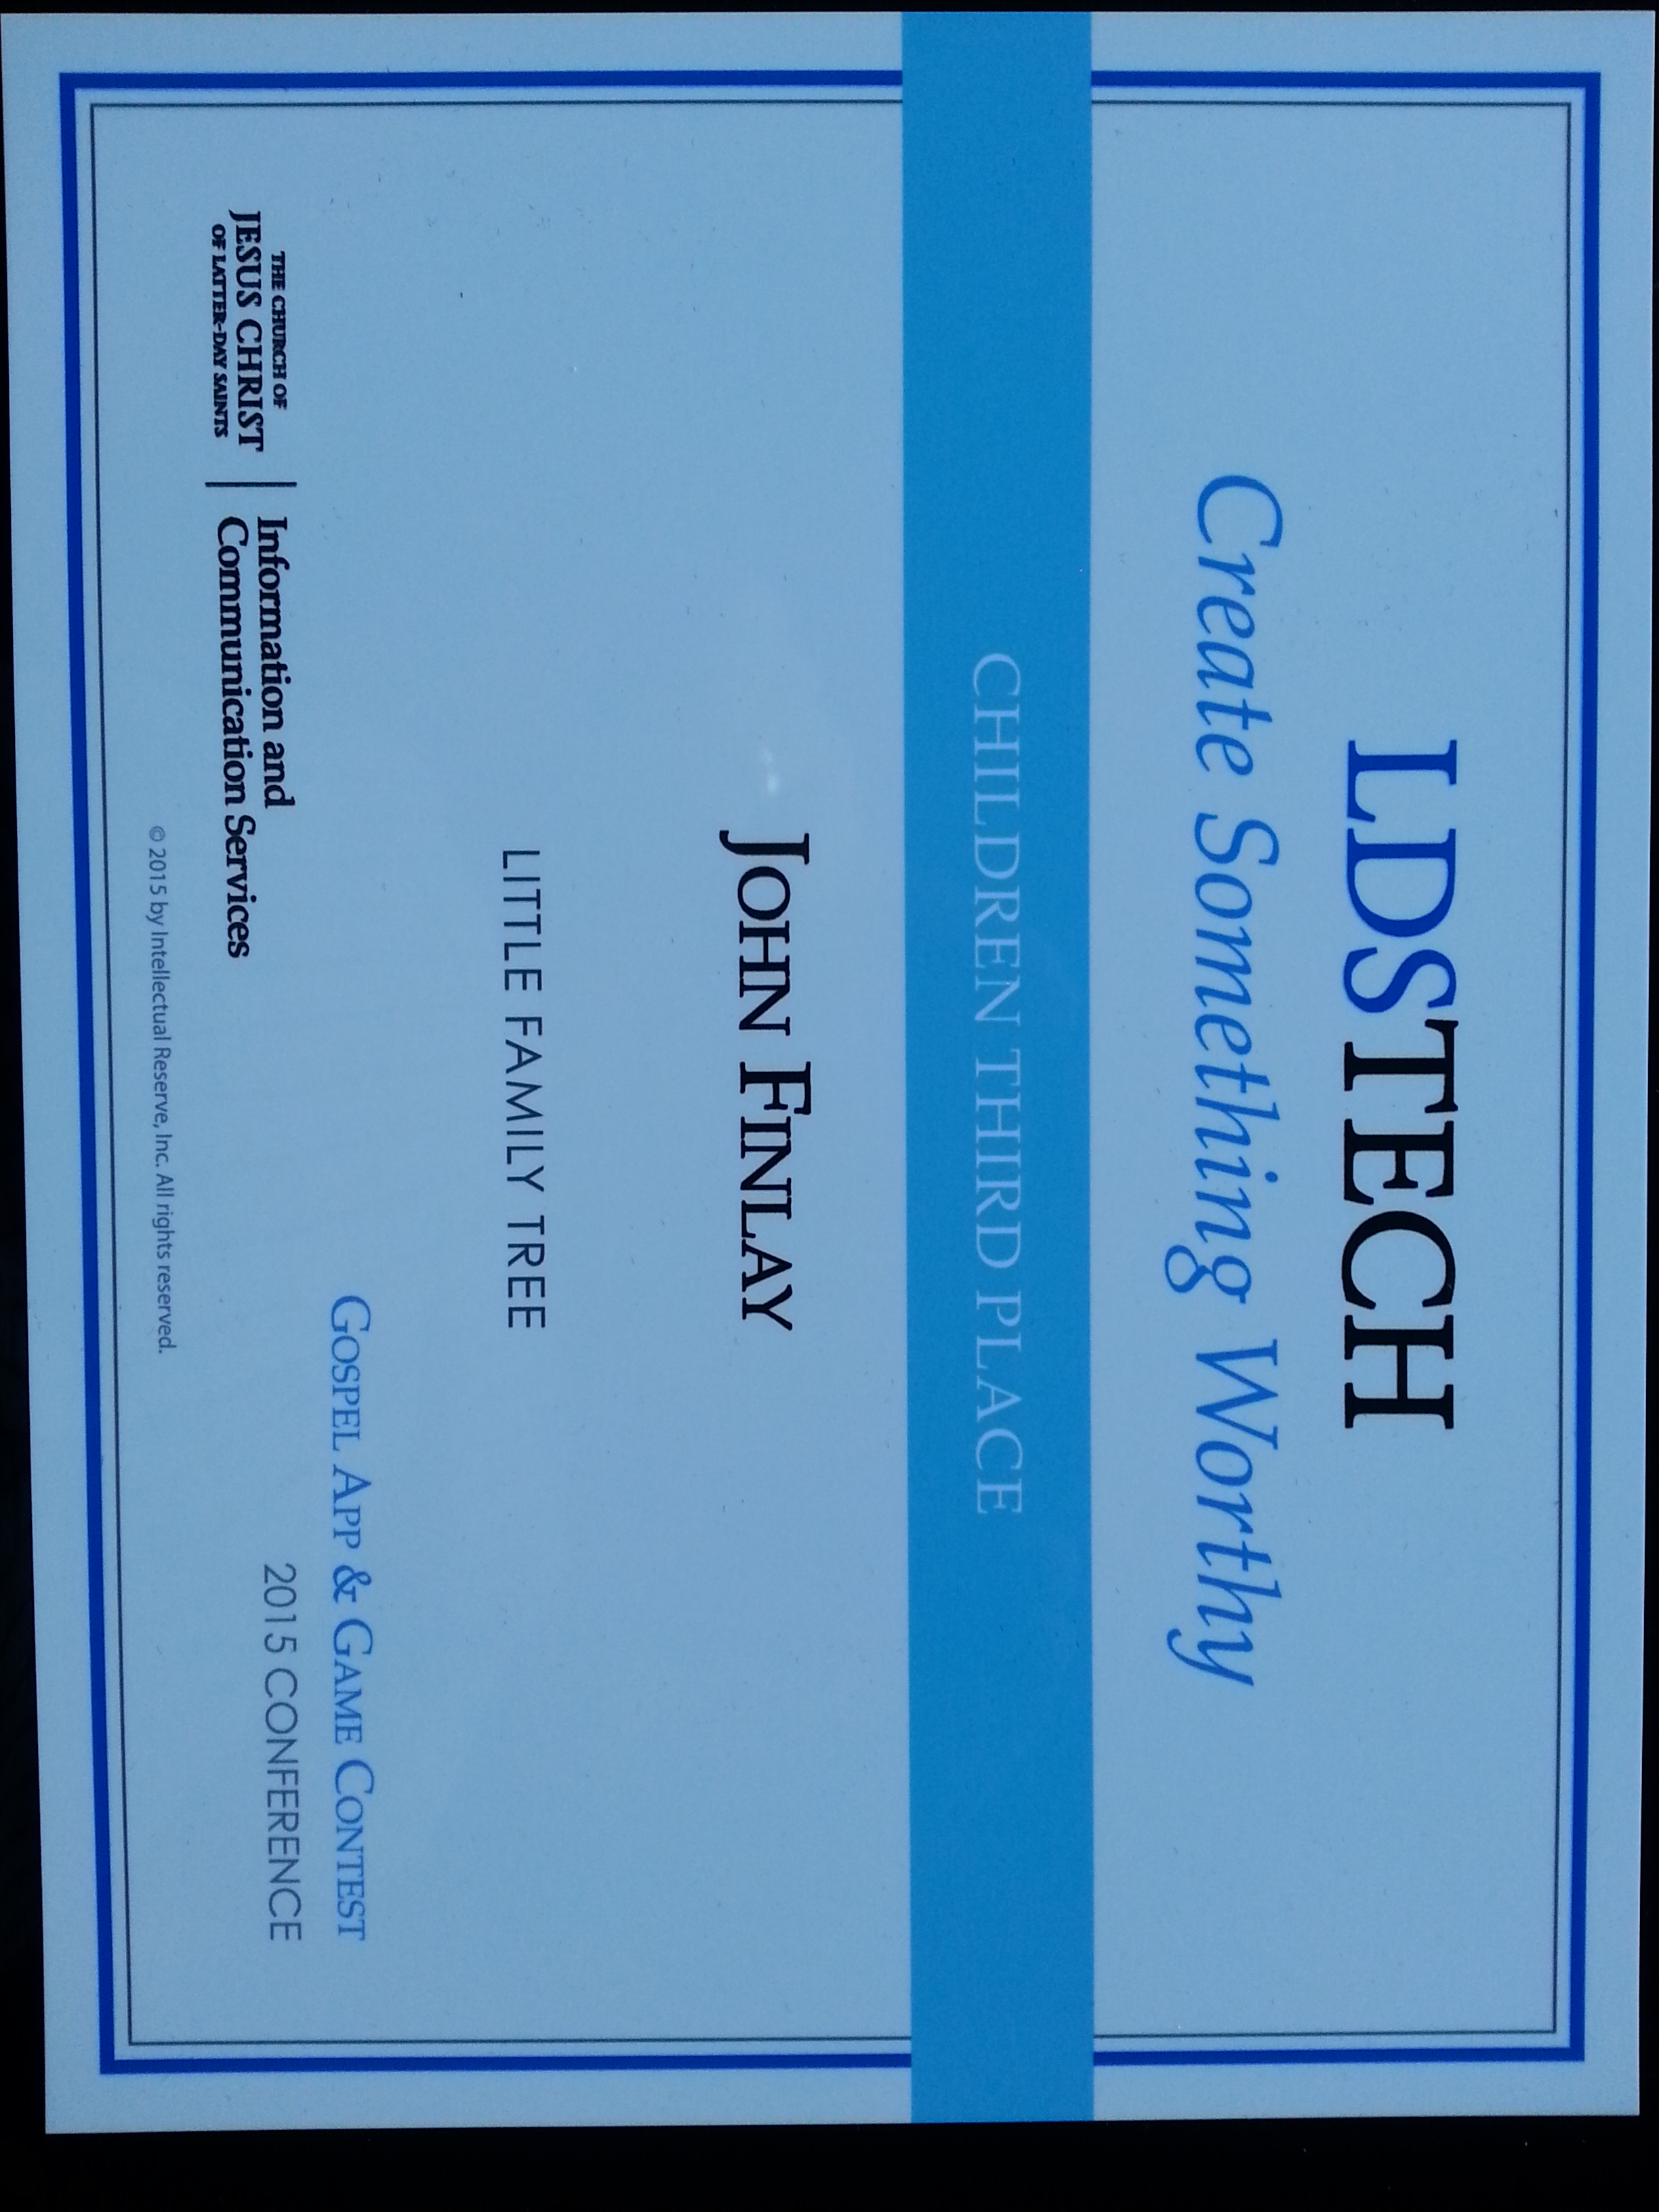 LDSTECH
Create Something Worthy
CHILDREN THIRD PLACE
JOHN FINLAY
LITTLE FAMILY TREE
GOSPEL APP & GAME CONTEST
2015 CONFERENCE
THE CHURCH OF
JESUS CHRIST
OF LATTER-DAY SAINTS
Information and
Communication Services
© 2015 by Intellectual Reserve, Inc. All rights reserved.